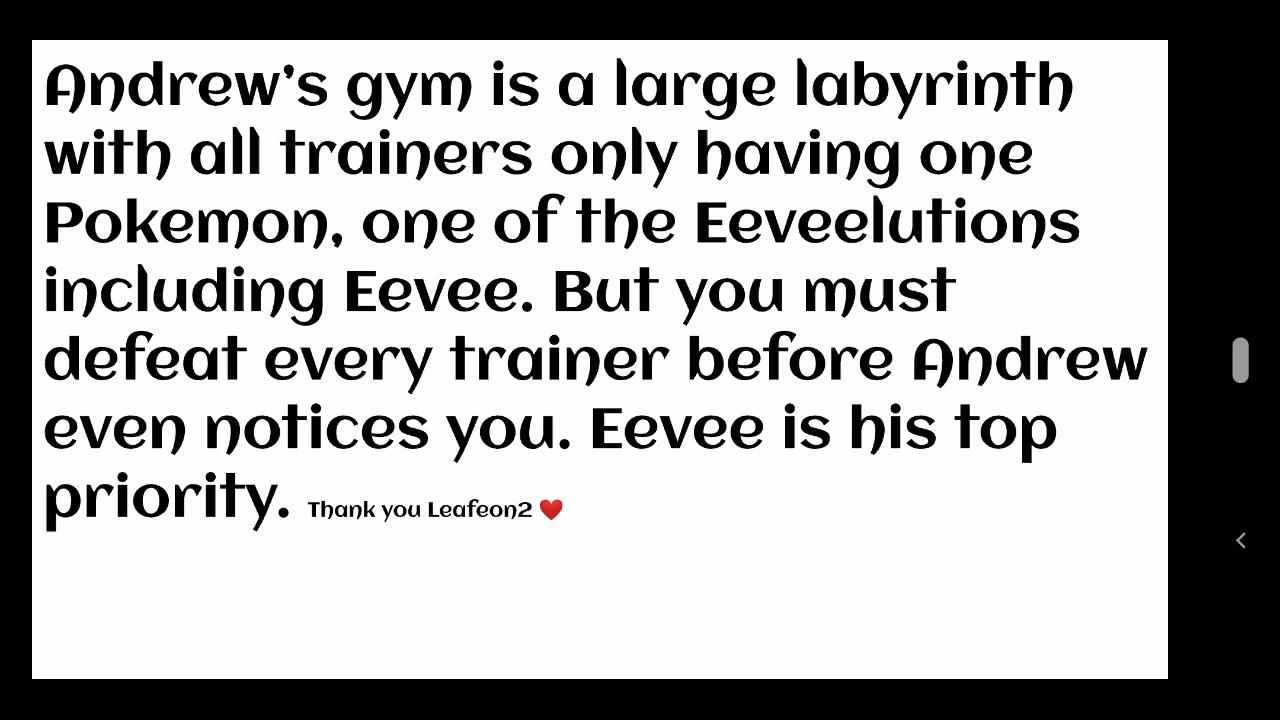 Andrew’s gym is a large labyrinth
with all trainers only having one
Pokemon, one of the Eeveelutions
including Eevee. But you must
defeat every trainer before Andrew
even notices you. Eevee is his top
priority. Thank you Leafeon2 ❤️